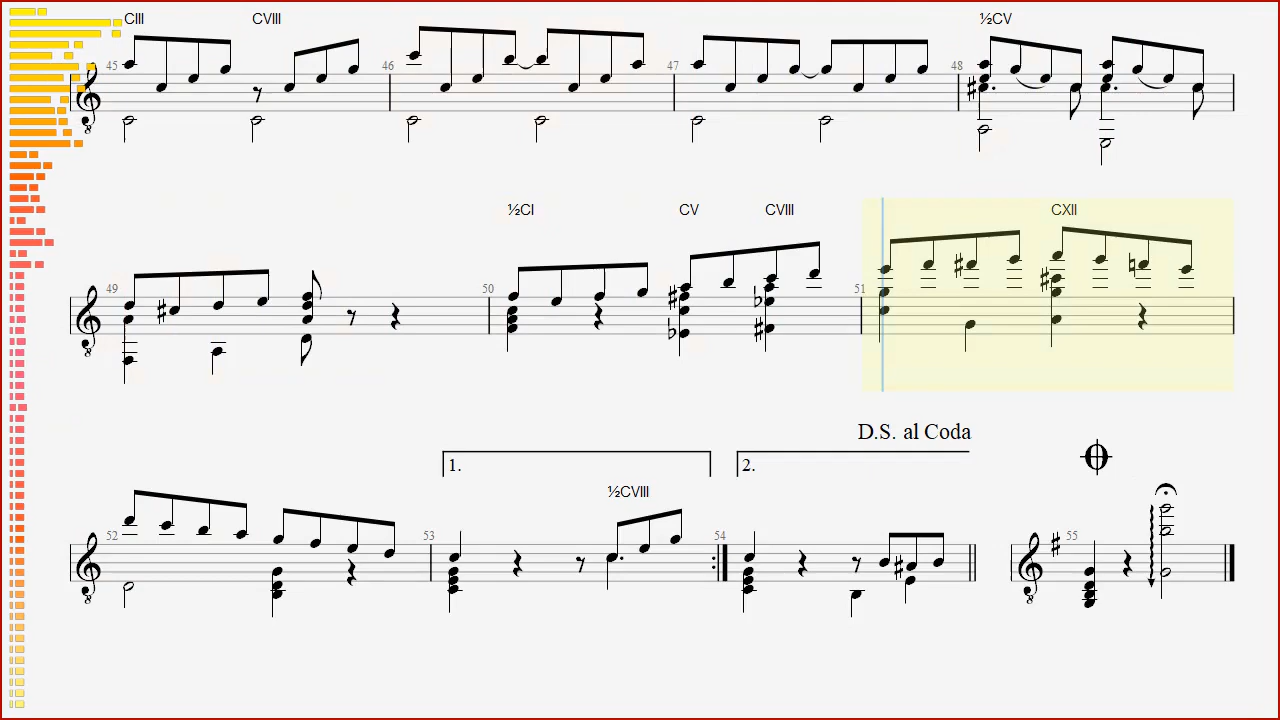 CIII CVIII ½CV
45 46 47 48
½CI CV CVIII CXII
49 50 51
D.S. al Coda
1. 2.
½CVIII
52 53 54 55